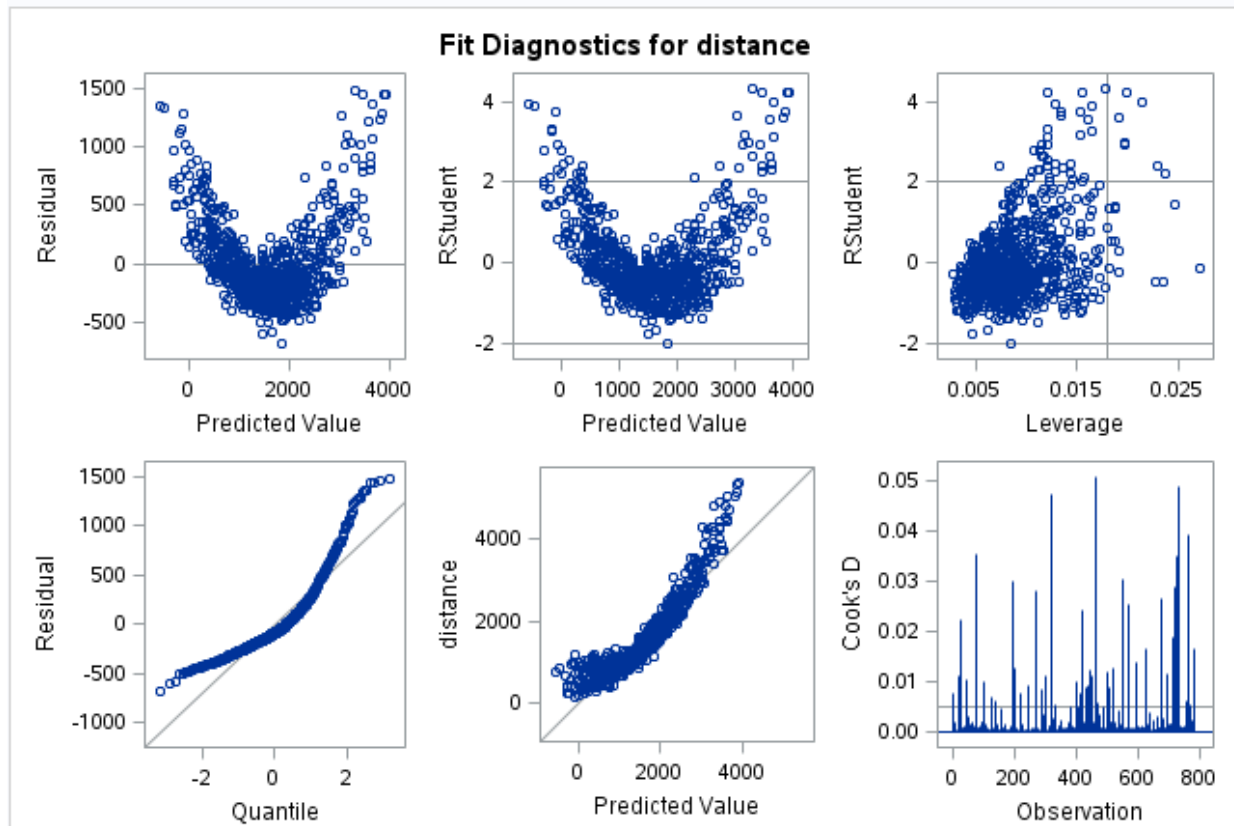 Fit Diagnostics for distance
Residual
1500
1000
500
0
-500
0 2000 4000
Predicted Value
RStudent
4
2
0
-2
0 1000 2000 3000 4000
Predicted Value
RStudent
4
2
0
-2
0.005 0.015 0.025
Leverage
Residual
1500
1000
500
0
-500
-1000
-2 0 2
Quantile
distance
4000
2000
0
0 2000 4000
Predicted Value
Cook's D
0.05
0.04
0.03
0.02
0.01
0.00
0 200 400 600 800
Observation